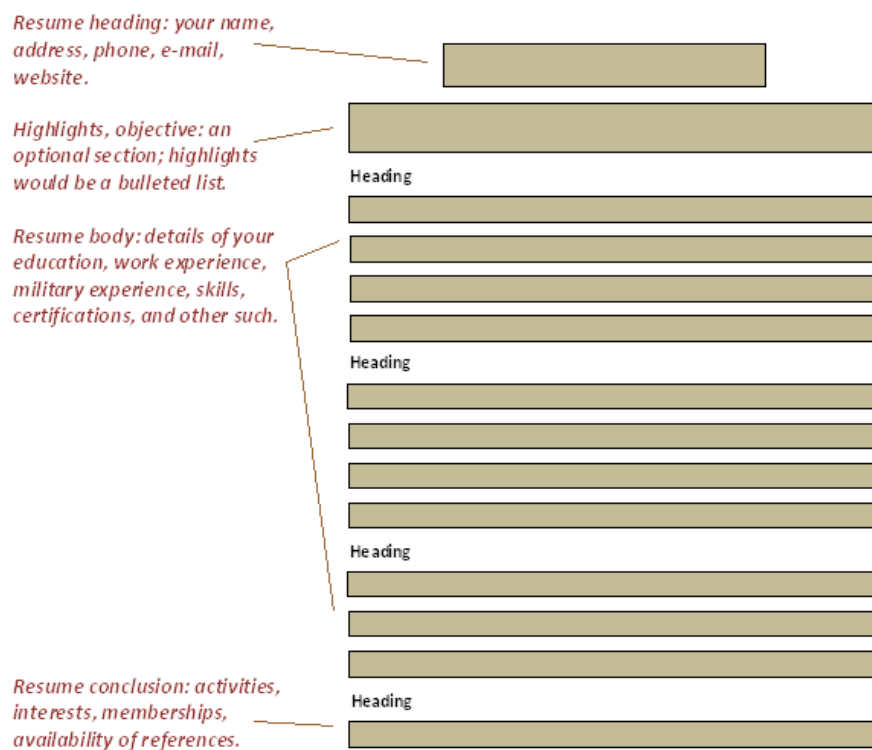 Resume heading: your name,
address, phone, e-mail,
website.
Highlights, objective: an
optional section; highlights
would be a bulleted list.
Heading
Resume body: details of your
education, work experience,
military experience, skills,
certifications, and other such.
Heading
Heading
Resume conclusion: activities,
interests, memberships,
availability of references.
Heading